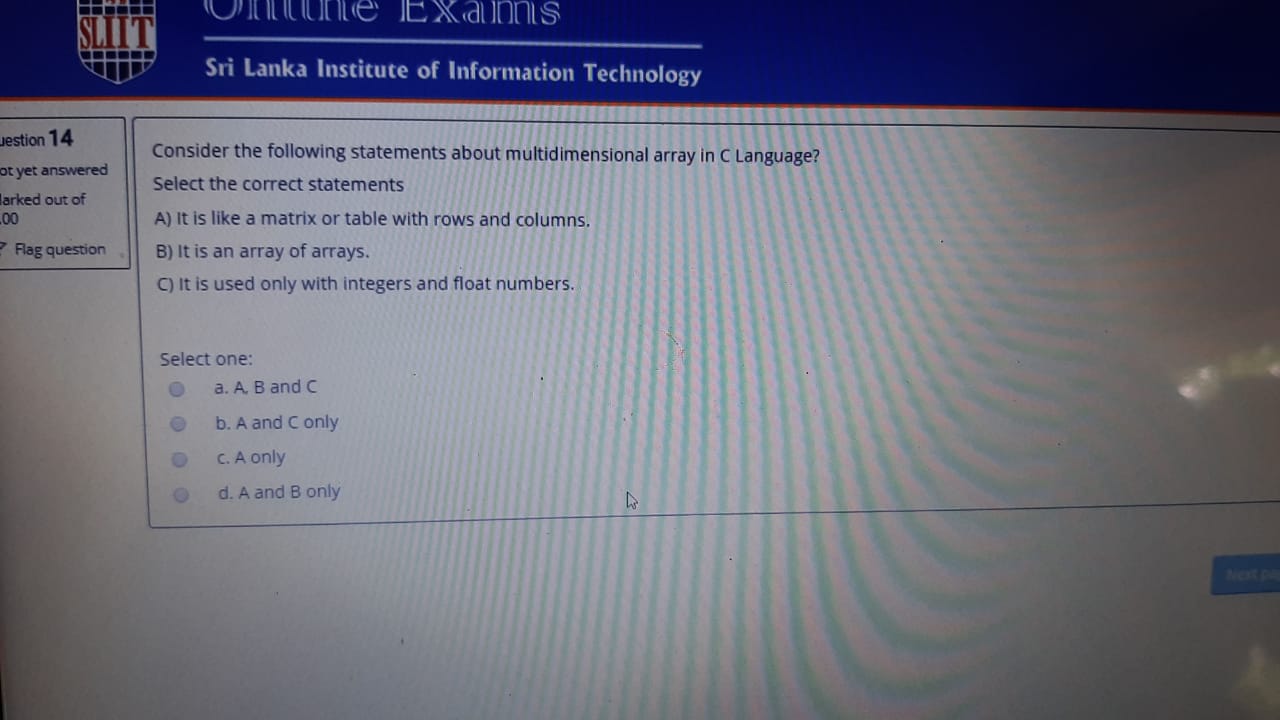 SLIIT
Online Exams
Sri Lanka Institute of Information Technology
uestion 14
ot yet answered
arked out of
.00
Flag question
Consider the following statements about multidimensional array in C Language?
Select the correct statements
A) It is like a matrix or table with rows and columns.
B) It is an array of arrays.
C) It is used only with integers and float numbers.
Select one:
a. A, B and C
b. A and C only
c. A only
d. A and B only
Next pa